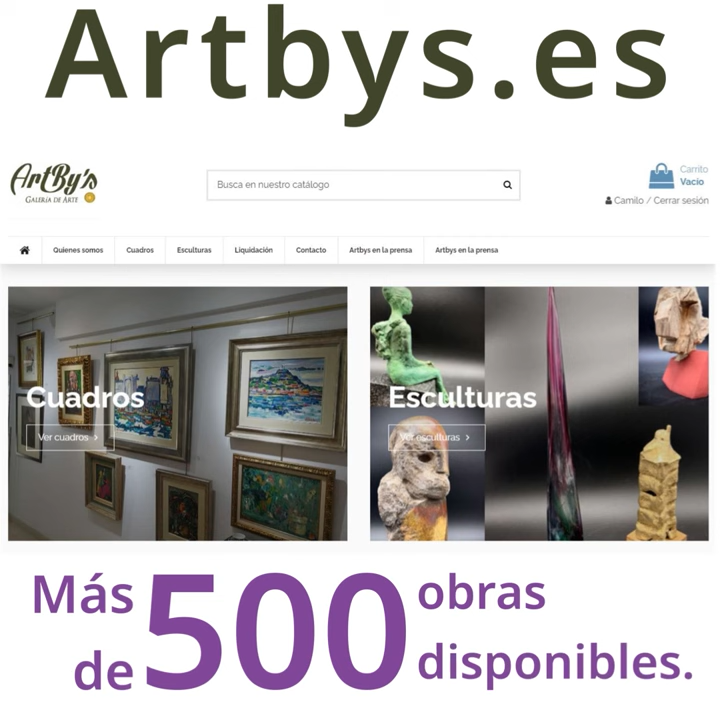 Artbys.es
ArtBy's
GALERÍA DE ARTE
Busca en nuestro catálogo
Carrito
Vacío
Camilo / Cerrar sesión
Quienes somos
Cuadros
Esculturas
Liquidación
Contacto
Artbys en la prensa
Artbys en la prensa
Cuadros
Ver cuadros >
Esculturas
Ver esculturas >
Más de 500 obras disponibles.